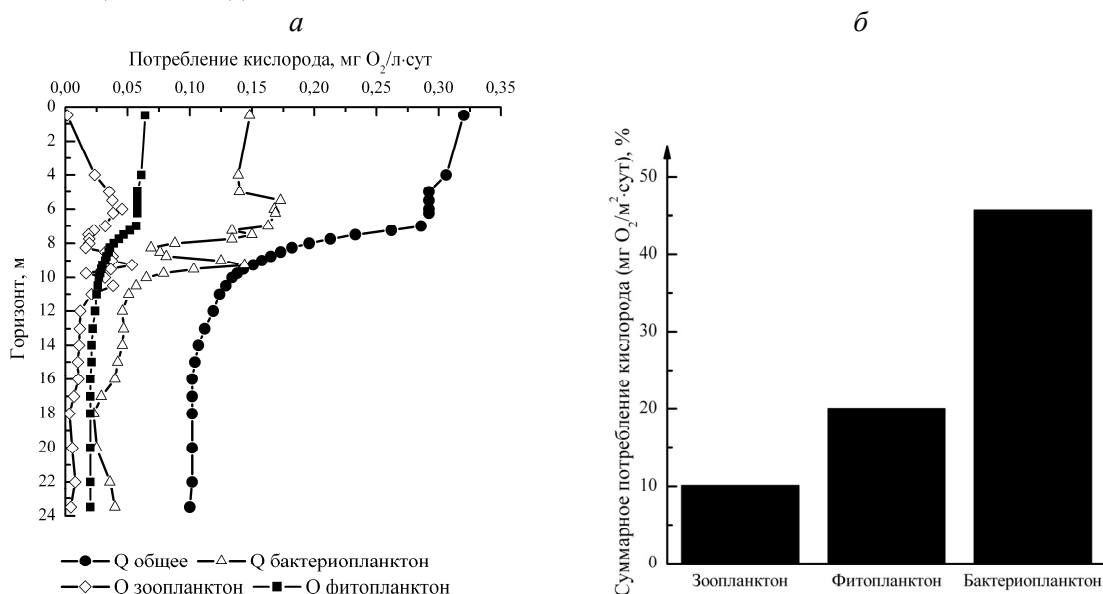 а
б
Потребление кислорода, мг O₂/л·сут
0,00 0,05 0,10 0,15 0,20 0,25 0,30 0,35
Горизонт, м
0
2
4
6
8
10
12
14
16
18
20
22
24
Q общее Q бактериопланктон
Q зоопланктон Q фитопланктон
Суммарное потребление кислорода (мг O₂/м²·сут), %
50
40
30
20
10
0
Зоопланктон Фитопланктон Бактериопланктон